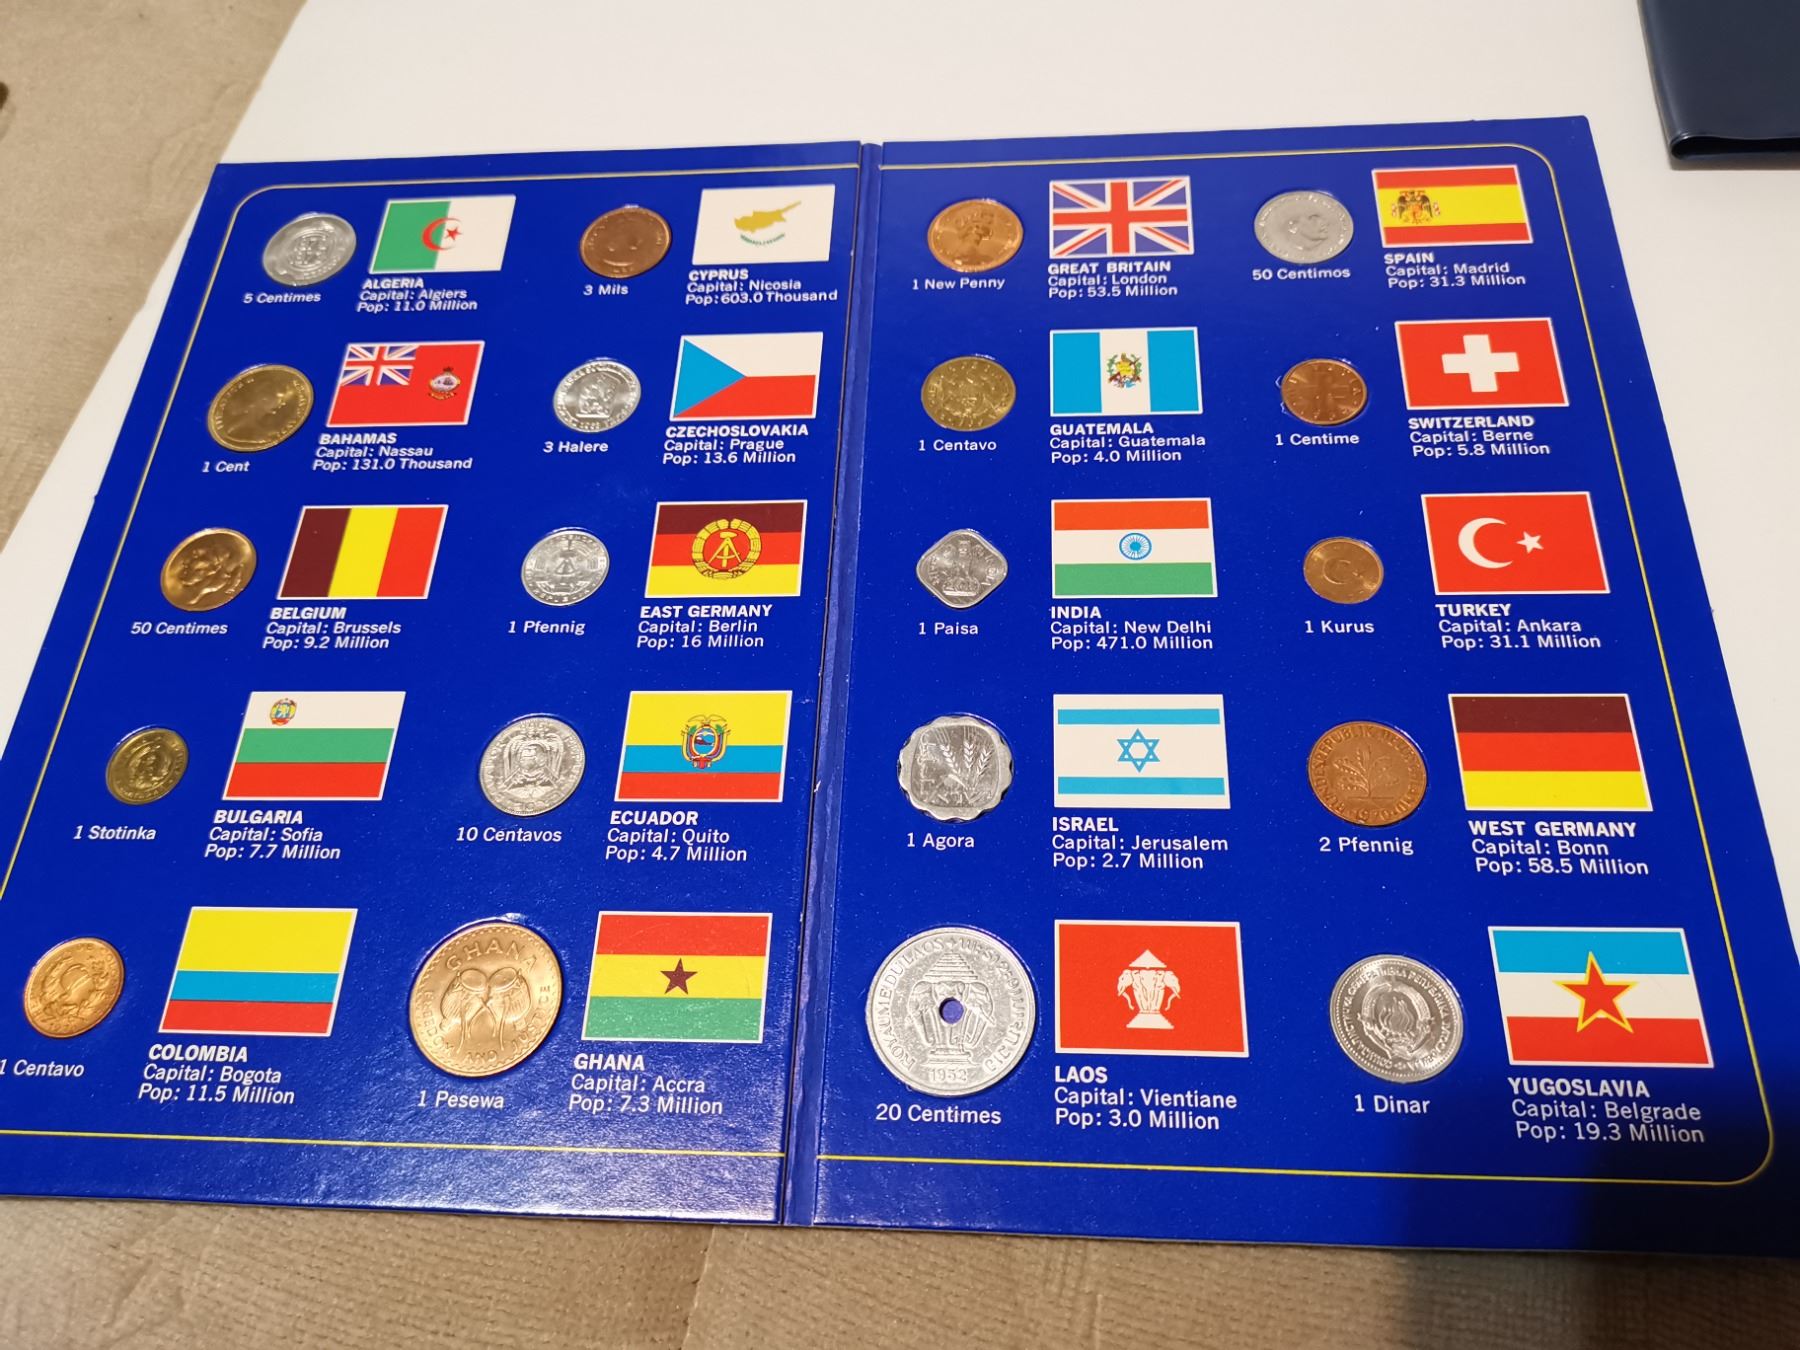 5 Centimes
ALGERIA
Capital: Algiers
Pop: 11.0 Million
3 Mils
CYPRUS
Capital: Nicosia
Pop: 603.0 Thousand
1 Cent
BAHAMAS
Capital: Nassau
Pop: 131.0 Thousand
3 Halere
CZECHOSLOVAKIA
Capital: Prague
Pop: 13.6 Million
50 Centimes
BELGIUM
Capital: Brussels
Pop: 9.2 Million
1 Pfennig
EAST GERMANY
Capital: Berlin
Pop: 16 Million
1 Stotinka
BULGARIA
Capital: Sofia
Pop: 7.7 Million
10 Centavos
ECUADOR
Capital: Quito
Pop: 4.7 Million
1 Centavo
COLOMBIA
Capital: Bogota
Pop: 11.5 Million
GHANA
FREEDOM AND JUSTICE
1 Pesewa
GHANA
Capital: Accra
Pop: 7.3 Million
1 New Penny
GREAT BRITAIN
Capital: London
Pop: 53.5 Million
50 Centimos
SPAIN
Capital: Madrid
Pop: 31.3 Million
1 Centavo
GUATEMALA
Capital: Guatemala
Pop: 4.0 Million
1 Centime
SWITZERLAND
Capital: Berne
Pop: 5.8 Million
1 Paisa
INDIA
Capital: New Delhi
Pop: 471.0 Million
1 Kurus
TURKEY
Capital: Ankara
Pop: 31.1 Million
1 Agora
ISRAEL
Capital: Jerusalem
Pop: 2.7 Million
BUNDESREPUBLIK DEUTSCHLAND
1970
2 Pfennig
WEST GERMANY
Capital: Bonn
Pop: 58.5 Million
ROYAUME DU LAOS
1952
20 Centimes
LAOS
Capital: Vientiane
Pop: 3.0 Million
1 Dinar
YUGOSLAVIA
Capital: Belgrade
Pop: 19.3 Million